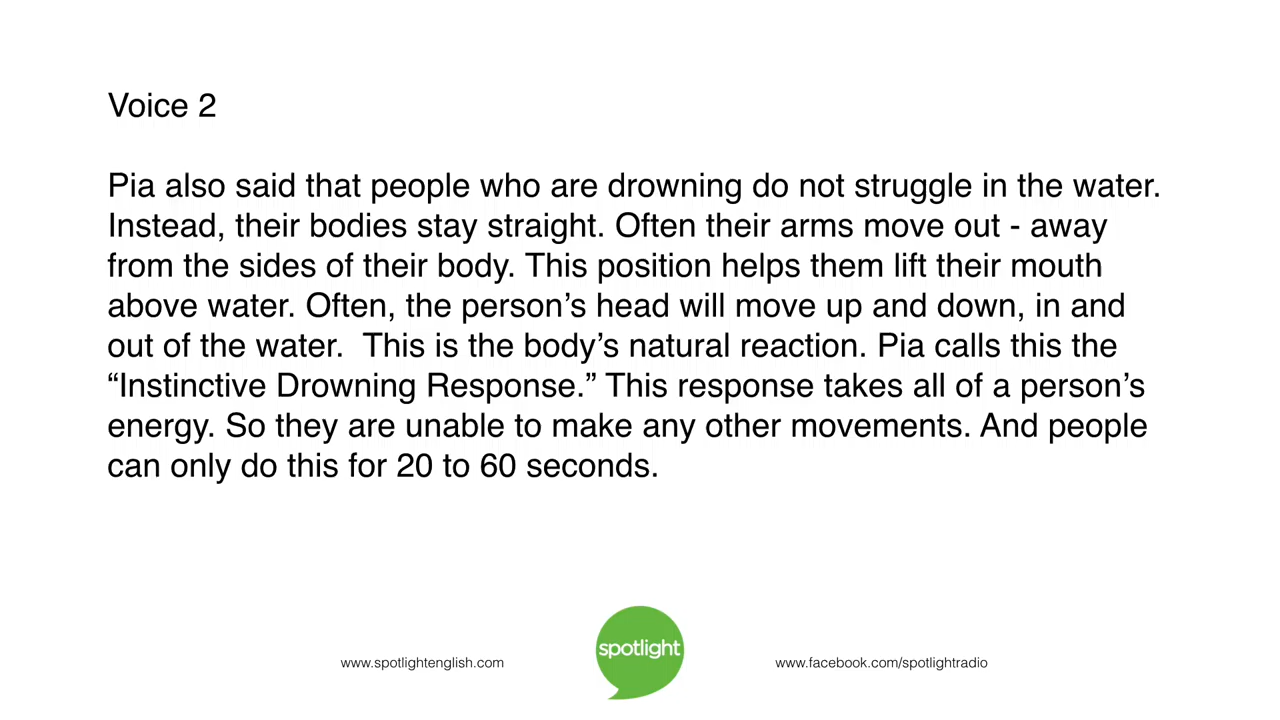 Voice 2
Pia also said that people who are drowning do not struggle in the water.
Instead, their bodies stay straight. Often their arms move out - away
from the sides of their body. This position helps them lift their mouth
above water. Often, the person’s head will move up and down, in and
out of the water.  This is the body’s natural reaction. Pia calls this the
“Instinctive Drowning Response.” This response takes all of a person’s
energy. So they are unable to make any other movements. And people
can only do this for 20 to 60 seconds.
www.spotlightenglish.com
spotlight
www.facebook.com/spotlightradio